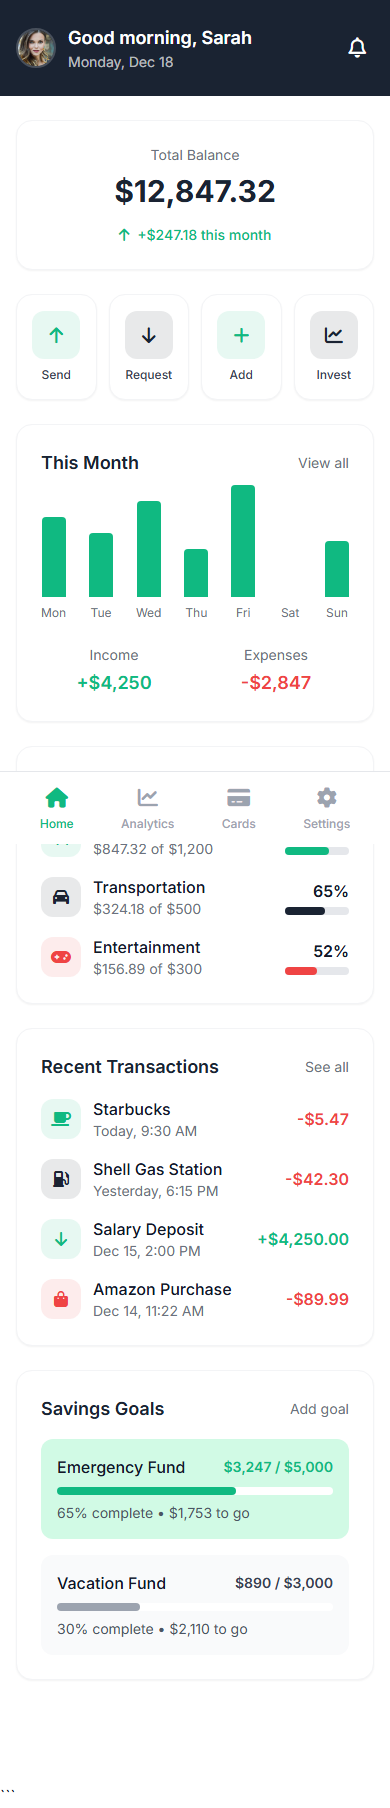 Good morning, Sarah
Monday, Dec 18
Total Balance
$12,847.32
+$247.18 this month
Send Request Add Invest
This Month View all
Mon Tue Wed Thu Fri Sat Sun
Income Expenses
+$4,250 -$2,847
Home Analytics Cards Settings
$847.32 of $1,200
Transportation 65%
$324.18 of $500
Entertainment 52%
$156.89 of $300
Recent Transactions See all
Starbucks -$5.47
Today, 9:30 AM
Shell Gas Station -$42.30
Yesterday, 6:15 PM
Salary Deposit +$4,250.00
Dec 15, 2:00 PM
Amazon Purchase -$89.99
Dec 14, 11:22 AM
Savings Goals Add goal
Emergency Fund $3,247 / $5,000
65% complete • $1,753 to go
Vacation Fund $890 / $3,000
30% complete • $2,110 to go
```